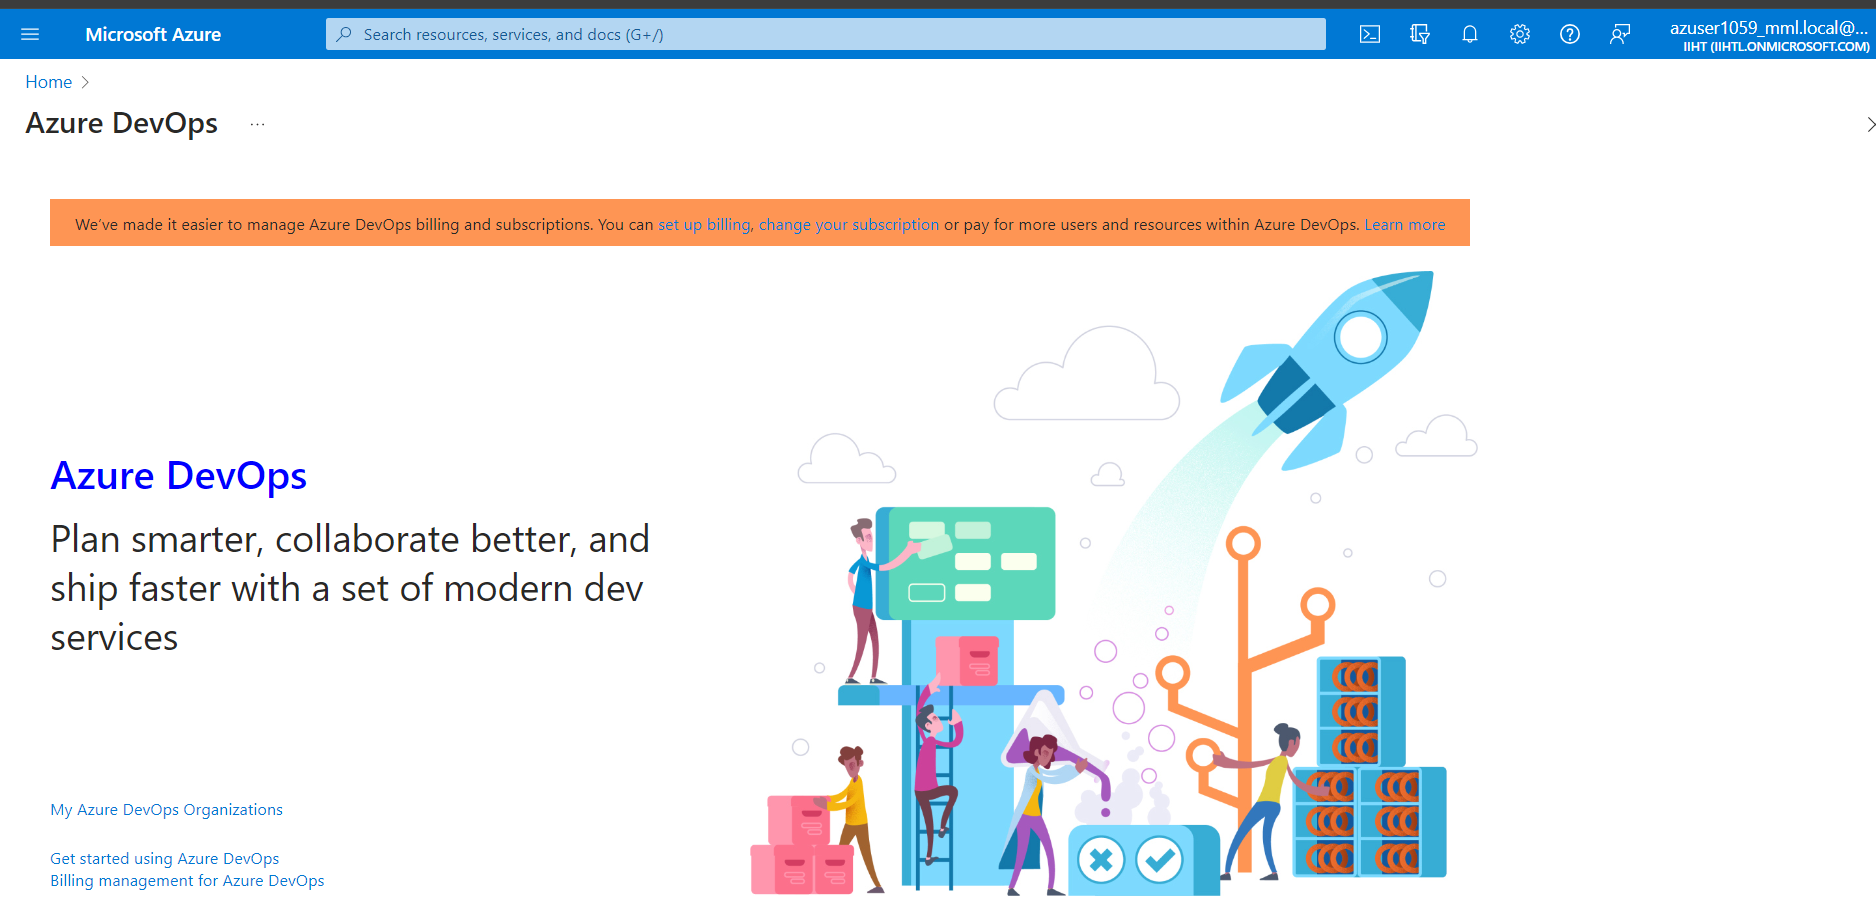 Microsoft Azure
Search resources, services, and docs (G+/)
azuser1059_mml.local@...
IIHT (IIHTL.ONMICROSOFT.COM)
Home
Azure DevOps
...
We've made it easier to manage Azure DevOps billing and subscriptions. You can set up billing, change your subscription or pay for more users and resources within Azure DevOps. Learn more
Azure DevOps
Plan smarter, collaborate better, and
ship faster with a set of modern dev
services
My Azure DevOps Organizations
Get started using Azure DevOps
Billing management for Azure DevOps